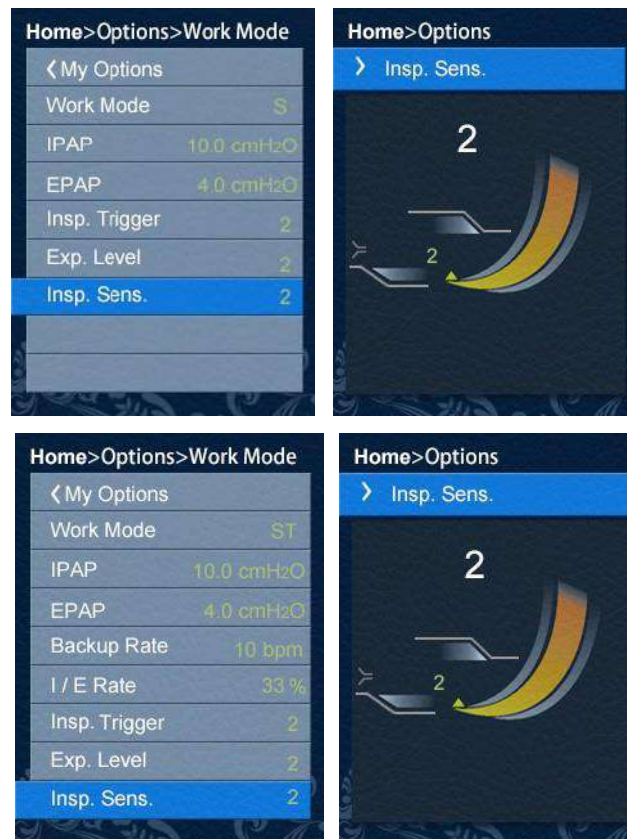 Home>Options>Work Mode
❮ My Options
Work Mode S
IPAP 10.0 cmH2O
EPAP 4.0 cmH2O
Insp. Trigger 2
Exp. Level 2
Insp. Sens. 2
Home>Options
❯ Insp. Sens.
2
2
Home>Options>Work Mode
❮ My Options
Work Mode ST
IPAP 10.0 cmH2O
EPAP 4.0 cmH2O
Backup Rate 10 bpm
I / E Rate 33 %
Insp. Trigger 2
Exp. Level 2
Insp. Sens. 2
Home>Options
❯ Insp. Sens.
2
2